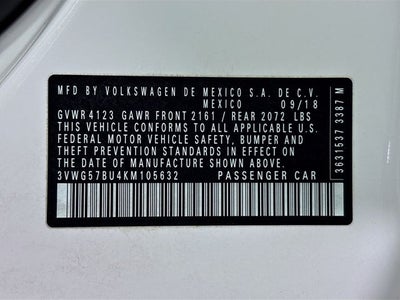 MFD BY VOLKSWAGEN DE MEXICO S.A. DE C.V.
MEXICO 09/18
GVWR 4123 GAWR FRONT 2161 / REAR 2072 LBS
THIS VEHICLE CONFORMS TO ALL APPLICABLE
FEDERAL MOTOR VEHICLE SAFETY, BUMPER AND
THEFT PREVENTION STANDARDS IN EFFECT ON
THE DATE OF MANUFACTURE SHOWN ABOVE.
3VWG57BU4KM105632 PASSENGER CAR
3631537 3387 M